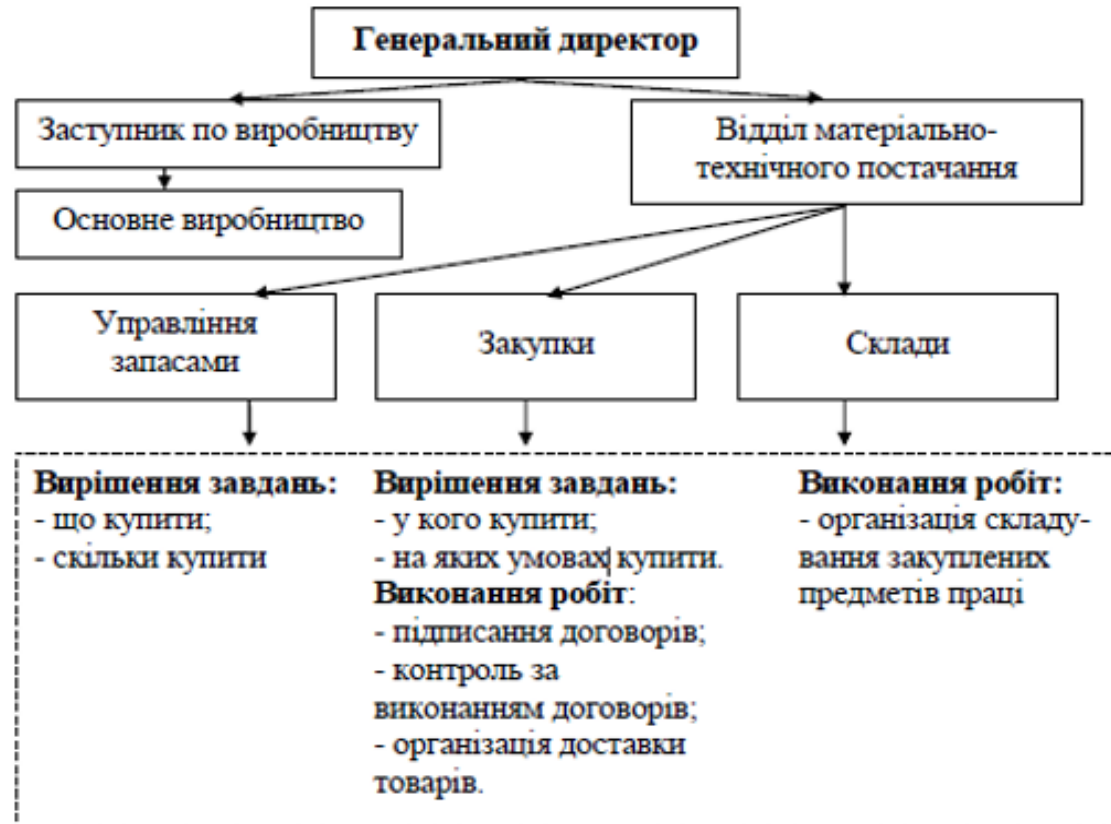 Генеральний директор
Заступник по виробництву
Відділ матеріально-
технічного постачання
Основне виробництво
Управління
запасами
Закупки
Склади
Вирішення завдань:
- що купити;
- скільки купити
Вирішення завдань:
- у кого купити;
- на яких умовах купити.
Виконання робіт:
- підписання договорів;
- контроль за
виконанням договорів;
- організація доставки
товарів.
Виконання робіт:
- організація складу-
вання закуплених
предметів праці